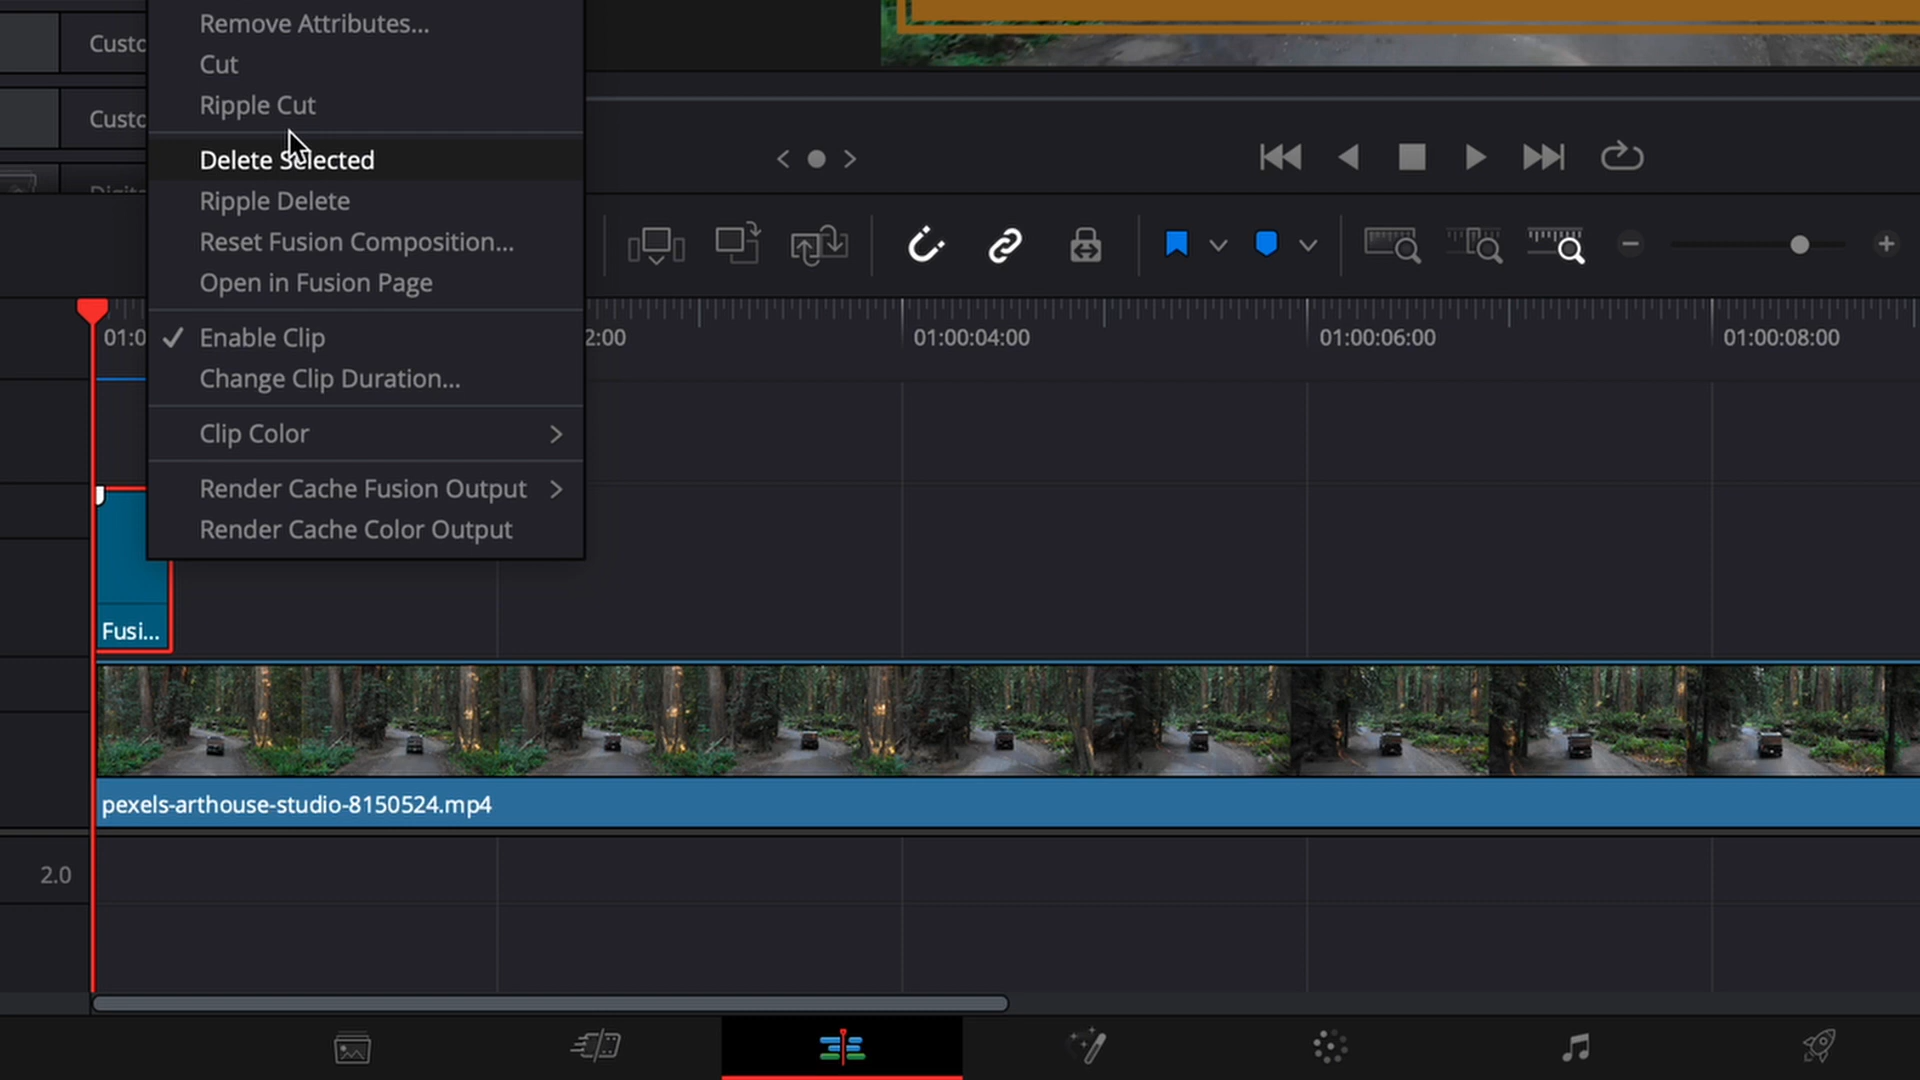 Remove Attributes...
Custo
Cut
Ripple Cut
Custo
Delete Selected
Ripple Delete
Reset Fusion Composition...
Open in Fusion Page
Enable Clip
01:0
2:00
01:00:04:00
01:00:06:00
01:00:08:00
Change Clip Duration...
Clip Color
Render Cache Fusion Output
Render Cache Color Output
Fusi...
pexels-arthouse-studio-8150524.mp4
2.0